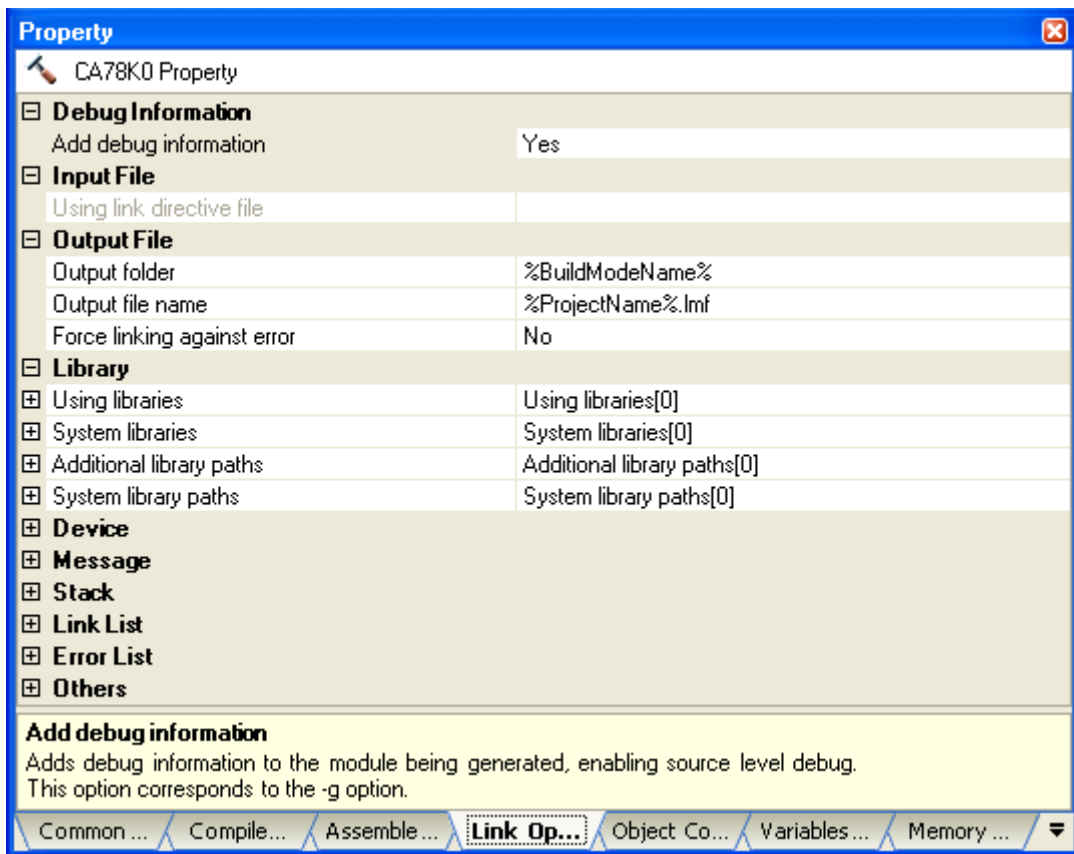 Property
CA78K0 Property
Debug Information
Add debug information Yes
Input File
Using link directive file
Output File
Output folder %BuildModeName%
Output file name %ProjectName%.lmf
Force linking against error No
Library
Using libraries Using libraries[0]
System libraries System libraries[0]
Additional library paths Additional library paths[0]
System library paths System library paths[0]
Device
Message
Stack
Link List
Error List
Others
Add debug information
Adds debug information to the module being generated, enabling source level debug.
This option corresponds to the -g option.
Common ... Compile... Assemble ... Link Op... Object Co... Variables ... Memory ...